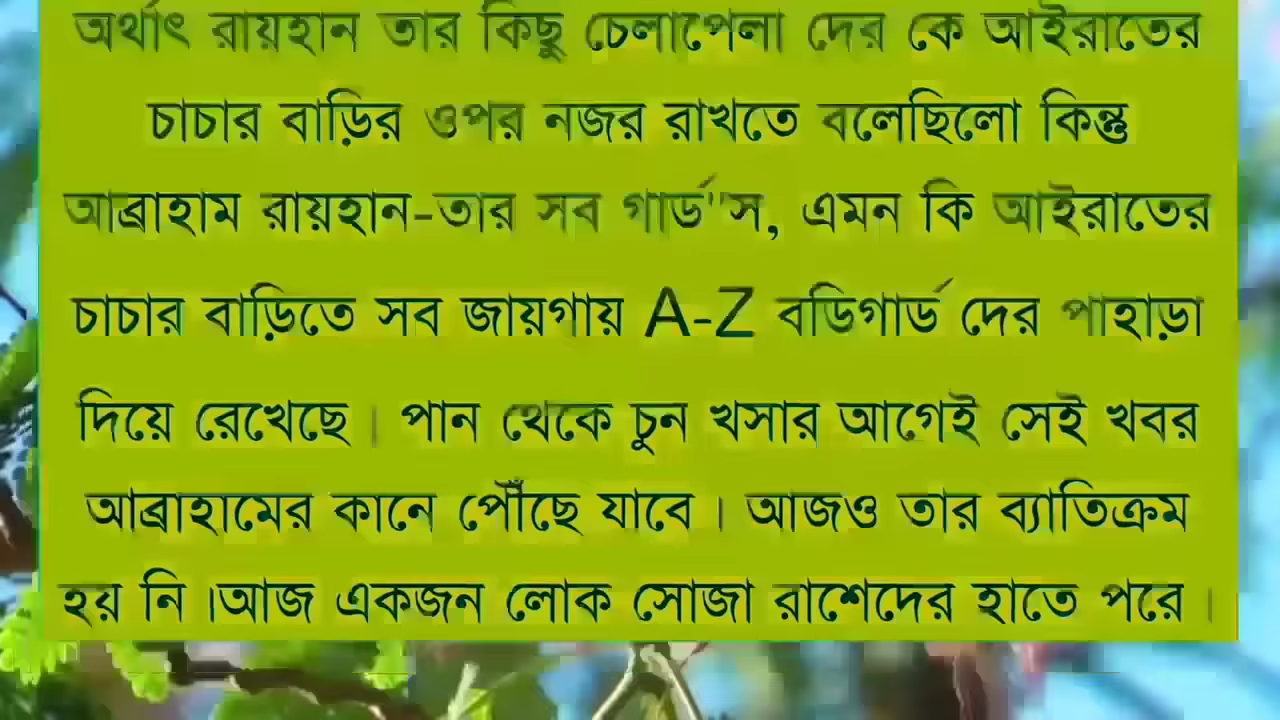 অর্থাৎ রায়হান তার কিছু চেলাপেলা দের কে আইরাতের
চাচার বাড়ির ওপর নজর রাখতে বলেছিলো কিন্তু
আব্রাহাম রায়হান-তার সব গার্ড"স, এমন কি আইরাতের
চাচার বাড়িতে সব জায়গায় A-Z বডিগার্ড দের পাহাড়া
দিয়ে রেখেছে। পান থেকে চুন খসার আগেই সেই খবর
আব্রাহামের কানে পৌঁছে যাবে। আজও তার ব্যাতিক্রম
হয় নি।আজ একজন লোক সোজা রাশেদের হাতে পরে।